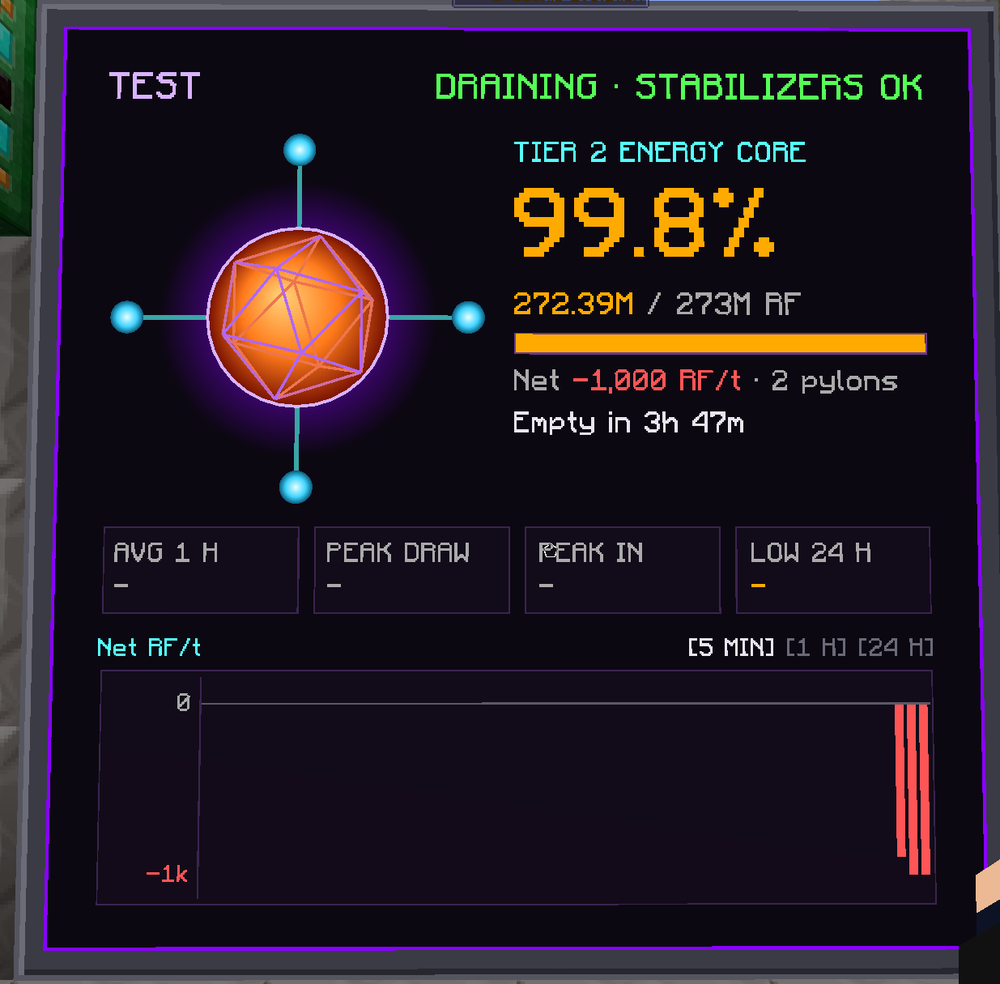 TEST
DRAINING · STABILIZERS OK
TIER 2 ENERGY CORE
99.8%
272.39M / 273M RF
Net -1,000 RF/t · 2 pylons
Empty in 3h 47m
AVG 1 H
–
PEAK DRAW
–
PEAK IN
–
LOW 24 H
–
Net RF/t
[5 MIN] [1 H] [24 H]
0
-1k